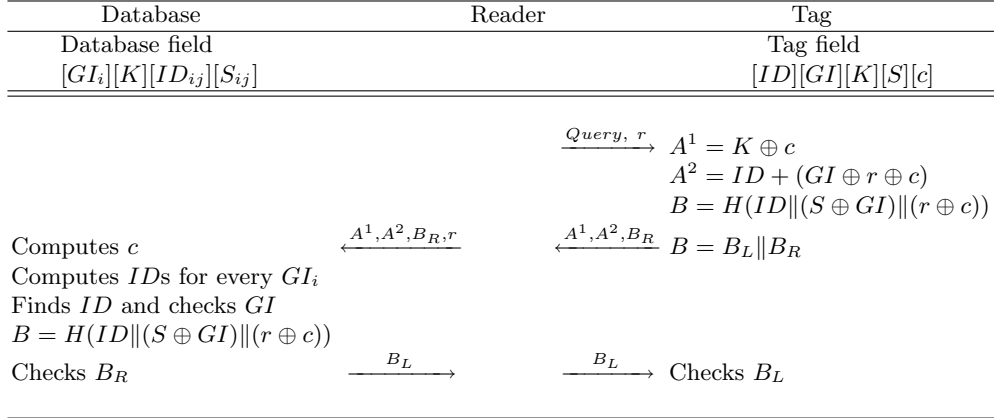 Database Reader Tag
Database field Tag field
[GI_i][K][ID_ij][S_ij] [ID][GI][K][S][c]
Query, r A^1 = K ⊕ c
A^2 = ID + (GI ⊕ r ⊕ c)
B = H(ID‖(S ⊕ GI)‖(r ⊕ c))
Computes c A^1,A^2,B_R,r A^1,A^2,B_R B = B_L‖B_R
Computes IDs for every GI_i
Finds ID and checks GI
B = H(ID‖(S ⊕ GI)‖(r ⊕ c))
Checks B_R B_L B_L Checks B_L